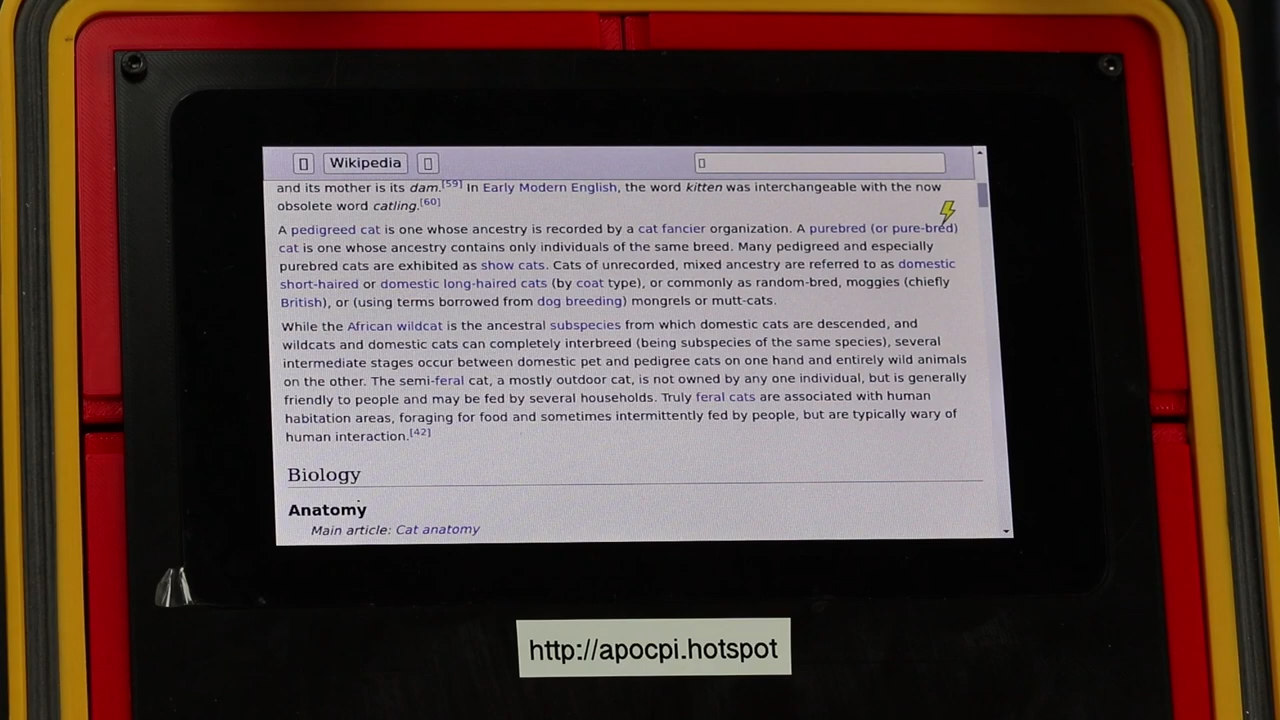 Wikipedia
and its mother is its dam.[59] In Early Modern English, the word kitten was interchangeable with the now
obsolete word catling.[60]
A pedigreed cat is one whose ancestry is recorded by a cat fancier organization. A purebred (or pure-bred)
cat is one whose ancestry contains only individuals of the same breed. Many pedigreed and especially
purebred cats are exhibited as show cats. Cats of unrecorded, mixed ancestry are referred to as domestic
short-haired or domestic long-haired cats (by coat type), or commonly as random-bred, moggies (chiefly
British), or (using terms borrowed from dog breeding) mongrels or mutt-cats.
While the African wildcat is the ancestral subspecies from which domestic cats are descended, and
wildcats and domestic cats can completely interbreed (being subspecies of the same species), several
intermediate stages occur between domestic pet and pedigree cats on one hand and entirely wild animals
on the other. The semi-feral cat, a mostly outdoor cat, is not owned by any one individual, but is generally
friendly to people and may be fed by several households. Truly feral cats are associated with human
habitation areas, foraging for food and sometimes intermittently fed by people, but are typically wary of
human interaction.[42]
Biology
Anatomy
Main article: Cat anatomy
http://apocpi.hotspot